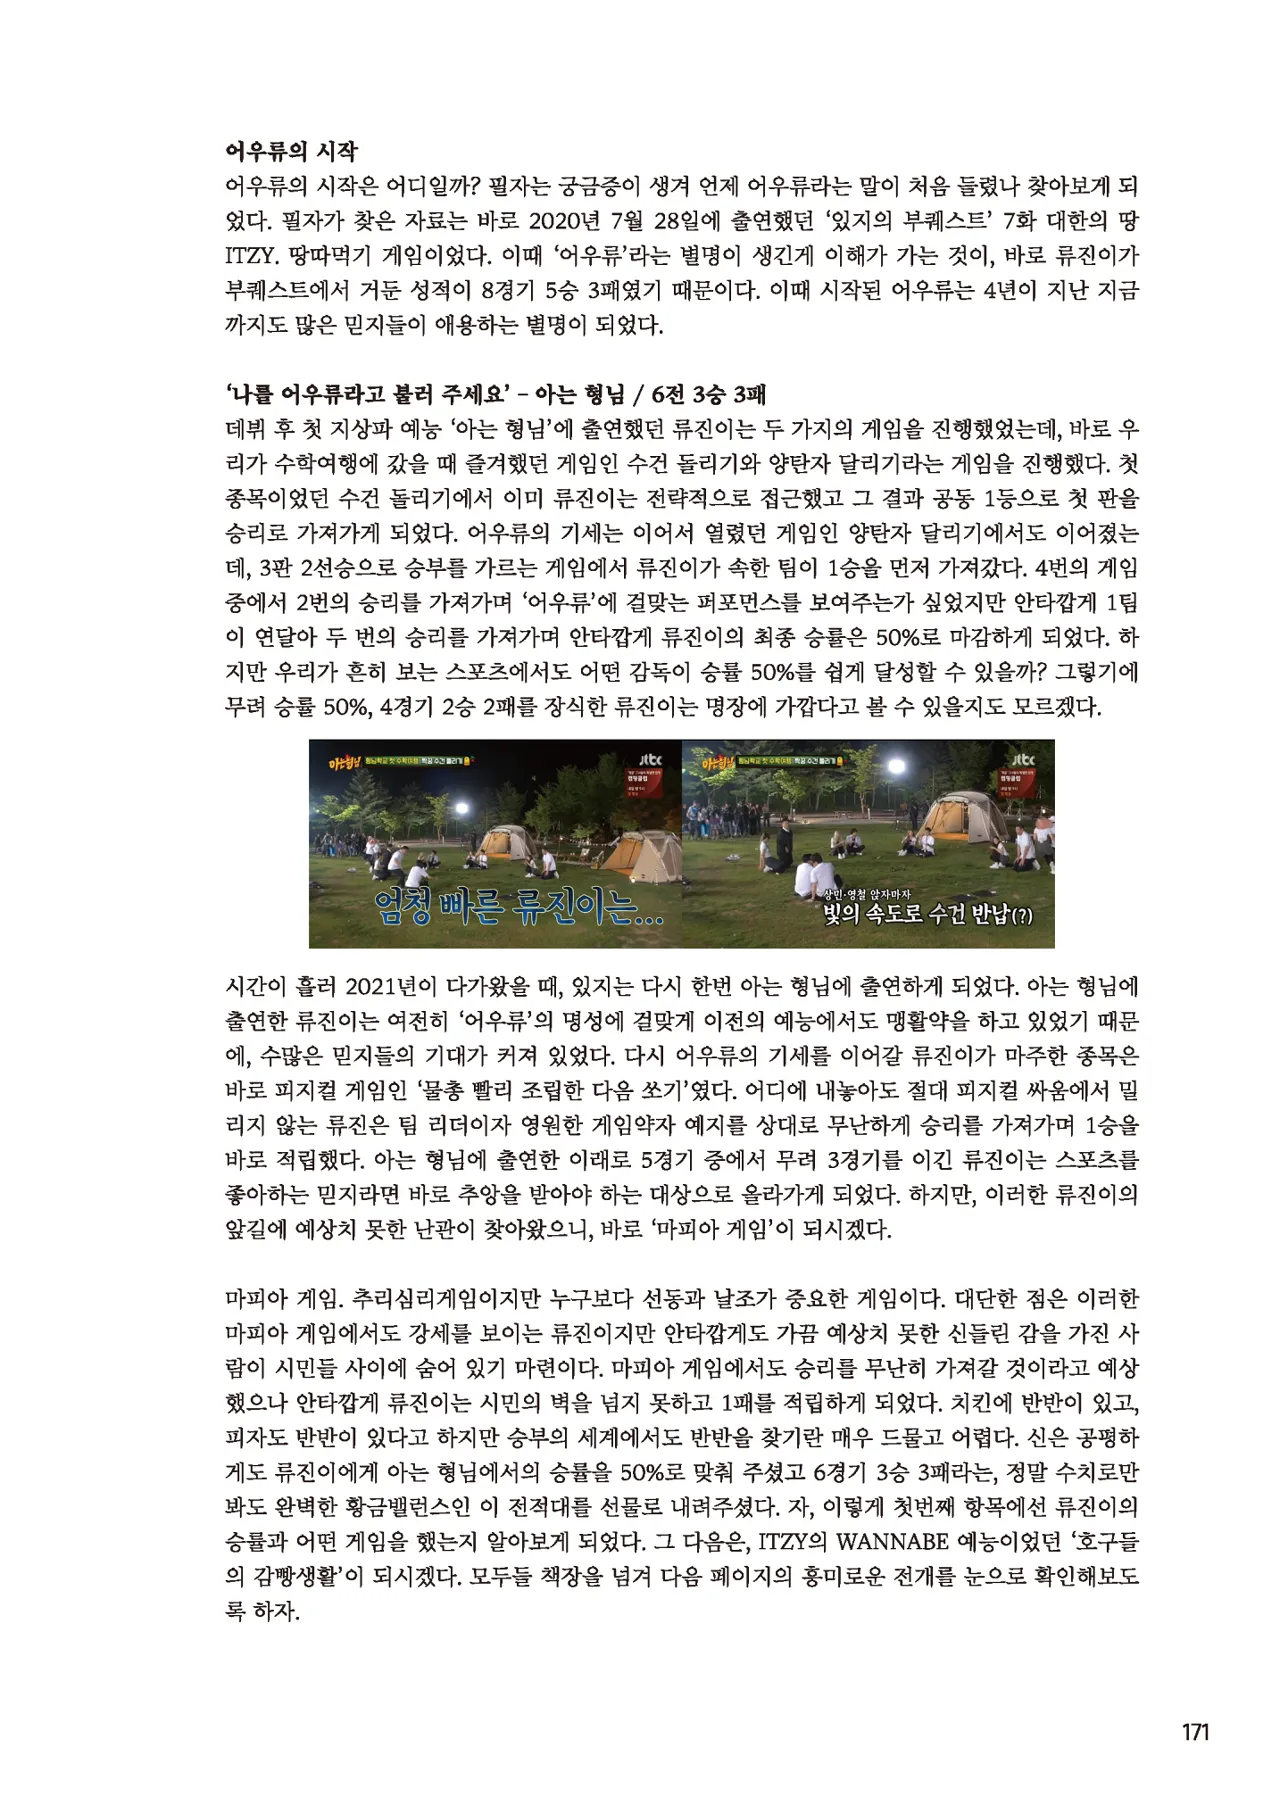 어우류의 시작
어우류의 시작은 어디일까? 필자는 궁금증이 생겨 언제 어우류라는 말이 처음 들렸나 찾아보게 되
었다. 필자가 찾은 자료는 바로 2020년 7월 28일에 출연했던 ‘있지의 부퀘스트’ 7화 대한의 땅
ITZY. 땅따먹기 게임이었다. 이때 ‘어우류’라는 별명이 생긴게 이해가 가는 것이, 바로 류진이가
부퀘스트에서 거둔 성적이 8경기 5승 3패였기 때문이다. 이때 시작된 어우류는 4년이 지난 지금
까지도 많은 믿지들이 애용하는 별명이 되었다.
‘나를 어우류라고 불러 주세요’ – 아는 형님 / 6전 3승 3패
데뷔 후 첫 지상파 예능 ‘아는 형님’에 출연했던 류진이는 두 가지의 게임을 진행했었는데, 바로 우
리가 수학여행에 갔을 때 즐겨했던 게임인 수건 돌리기와 양탄자 달리기라는 게임을 진행했다. 첫
종목이었던 수건 돌리기에서 이미 류진이는 전략적으로 접근했고 그 결과 공동 1등으로 첫 판을
승리로 가져가게 되었다. 어우류의 기세는 이어서 열렸던 게임인 양탄자 달리기에서도 이어졌는
데, 3판 2선승으로 승부를 가르는 게임에서 류진이가 속한 팀이 1승을 먼저 가져갔다. 4번의 게임
중에서 2번의 승리를 가져가며 ‘어우류’에 걸맞는 퍼포먼스를 보여주는가 싶었지만 안타깝게 1팀
이 연달아 두 번의 승리를 가져가며 안타깝게 류진이의 최종 승률은 50%로 마감하게 되었다. 하
지만 우리가 흔히 보는 스포츠에서도 어떤 감독이 승률 50%를 쉽게 달성할 수 있을까? 그렇기에
무려 승률 50%, 4경기 2승 2패를 장식한 류진이는 명장에 가깝다고 볼 수 있을지도 모르겠다.
아는형님 형님학교 첫 수학여행 짝꿍 수건 돌리기 jtbc
캠핑클럽
엄청 빠른 류진이는...
아는형님 형님학교 첫 수학여행 짝꿍 수건 돌리기 jtbc
캠핑클럽
상민·영철 앉자마자
빛의 속도로 수건 반납(?)
시간이 흘러 2021년이 다가왔을 때, 있지는 다시 한번 아는 형님에 출연하게 되었다. 아는 형님에
출연한 류진이는 여전히 ‘어우류’의 명성에 걸맞게 이전의 예능에서도 맹활약을 하고 있었기 때문
에, 수많은 믿지들의 기대가 커져 있었다. 다시 어우류의 기세를 이어갈 류진이가 마주한 종목은
바로 피지컬 게임인 ‘물총 빨리 조립한 다음 쏘기’였다. 어디에 내놓아도 절대 피지컬 싸움에서 밀
리지 않는 류진은 팀 리더이자 영원한 게임약자 예지를 상대로 무난하게 승리를 가져가며 1승을
바로 적립했다. 아는 형님에 출연한 이래로 5경기 중에서 무려 3경기를 이긴 류진이는 스포츠를
좋아하는 믿지라면 바로 추앙을 받아야 하는 대상으로 올라가게 되었다. 하지만, 이러한 류진이의
앞길에 예상치 못한 난관이 찾아왔으니, 바로 ‘마피아 게임’이 되시겠다.
마피아 게임. 추리심리게임이지만 누구보다 선동과 날조가 중요한 게임이다. 대단한 점은 이러한
마피아 게임에서도 강세를 보이는 류진이지만 안타깝게도 가끔 예상치 못한 신들린 감을 가진 사
람이 시민들 사이에 숨어 있기 마련이다. 마피아 게임에서도 승리를 무난히 가져갈 것이라고 예상
했으나 안타깝게 류진이는 시민의 벽을 넘지 못하고 1패를 적립하게 되었다. 치킨에 반반이 있고,
피자도 반반이 있다고 하지만 승부의 세계에서도 반반을 찾기란 매우 드물고 어렵다. 신은 공평하
게도 류진이에게 아는 형님에서의 승률을 50%로 맞춰 주셨고 6경기 3승 3패라는, 정말 수치로만
봐도 완벽한 황금밸런스인 이 전적대를 선물로 내려주셨다. 자, 이렇게 첫번째 항목에선 류진이의
승률과 어떤 게임을 했는지 알아보게 되었다. 그 다음은, ITZY의 WANNABE 예능이었던 ‘호구들
의 감빵생활’이 되시겠다. 모두들 책장을 넘겨 다음 페이지의 흥미로운 전개를 눈으로 확인해보도
록 하자.
171